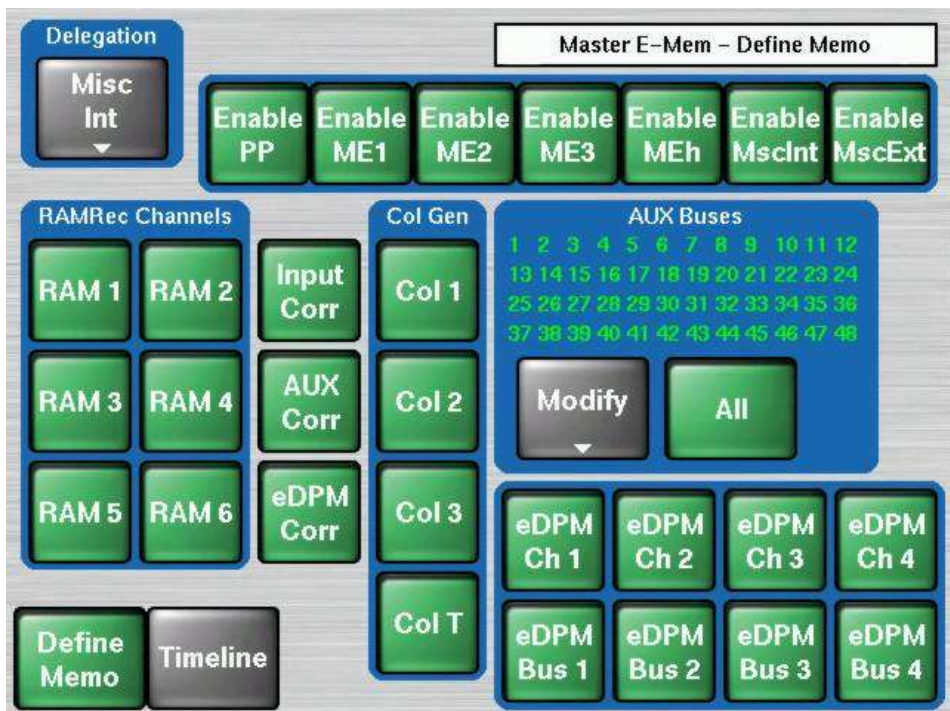 Delegation
Misc
Int
Master E-Mem - Define Memo
Enable PP
Enable ME1
Enable ME2
Enable ME3
Enable MEh
Enable MscInt
Enable MscExt
RAMRec Channels
RAM 1
RAM 2
RAM 3
RAM 4
RAM 5
RAM 6
Input Corr
AUX Corr
eDPM Corr
Col Gen
Col 1
Col 2
Col 3
Col T
AUX Buses
1 2 3 4 5 6 7 8 9 10 11 12
13 14 15 16 17 18 19 20 21 22 23 24
25 26 27 28 29 30 31 32 33 34 35 36
37 38 39 40 41 42 43 44 45 46 47 48
Modify
All
eDPM Ch 1
eDPM Ch 2
eDPM Ch 3
eDPM Ch 4
eDPM Bus 1
eDPM Bus 2
eDPM Bus 3
eDPM Bus 4
Define Memo
Timeline